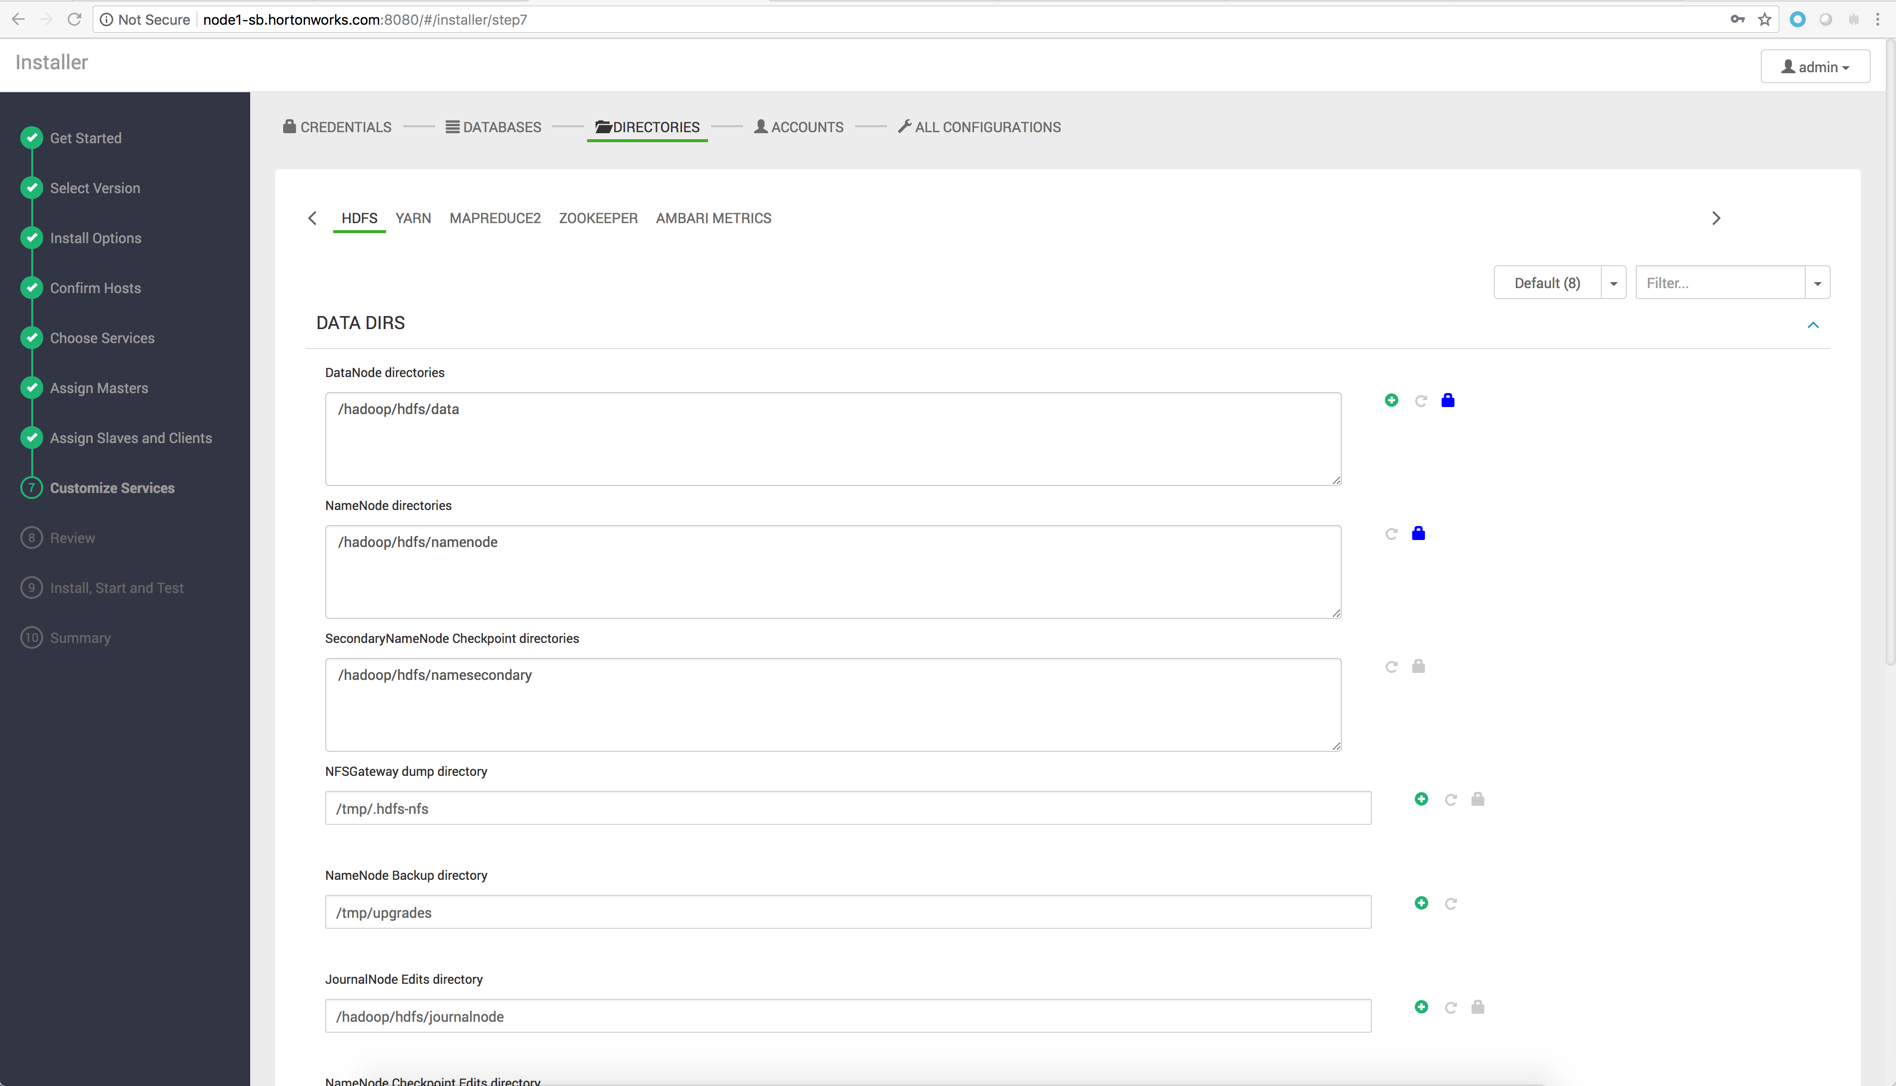 Not Secure node1-sb.hortonworks.com:8080/#/installer/step7
Installer
admin
Get Started
Select Version
Install Options
Confirm Hosts
Choose Services
Assign Masters
Assign Slaves and Clients
7 Customize Services
8 Review
9 Install, Start and Test
10 Summary
CREDENTIALS DATABASES DIRECTORIES ACCOUNTS ALL CONFIGURATIONS
HDFS YARN MAPREDUCE2 ZOOKEEPER AMBARI METRICS
Default (8) Filter...
DATA DIRS
DataNode directories
/hadoop/hdfs/data
NameNode directories
/hadoop/hdfs/namenode
SecondaryNameNode Checkpoint directories
/hadoop/hdfs/namesecondary
NFSGateway dump directory
/tmp/.hdfs-nfs
NameNode Backup directory
/tmp/upgrades
JournalNode Edits directory
/hadoop/hdfs/journalnode
NameNode Checkpoint Edits directory